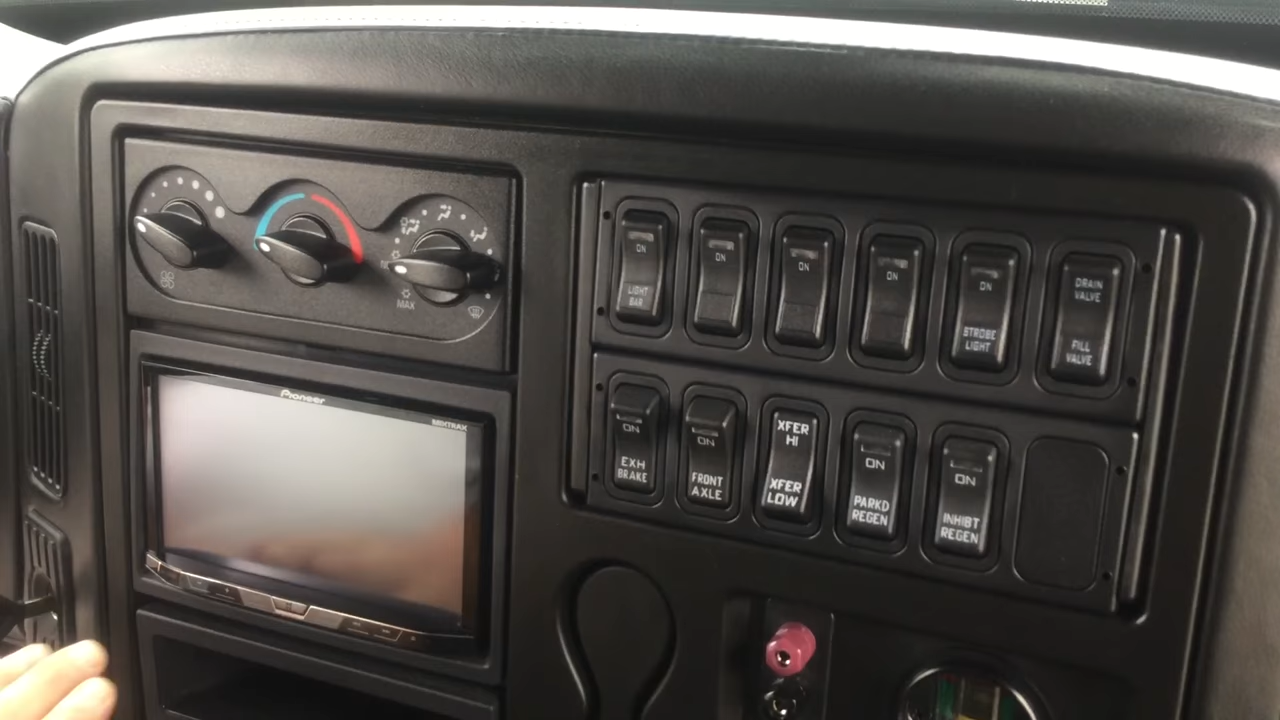 MAX
Pioneer
MIXTRAX
ON
LIGHT
BAR
ON
ON
ON
ON
STROBE
LIGHT
DRAIN
VALVE
FILL
VALVE
ON
EXH
BRAKE
ON
FRONT
AXLE
XFER
HI
XFER
LOW
ON
PARKD
REGEN
ON
INHIBT
REGEN